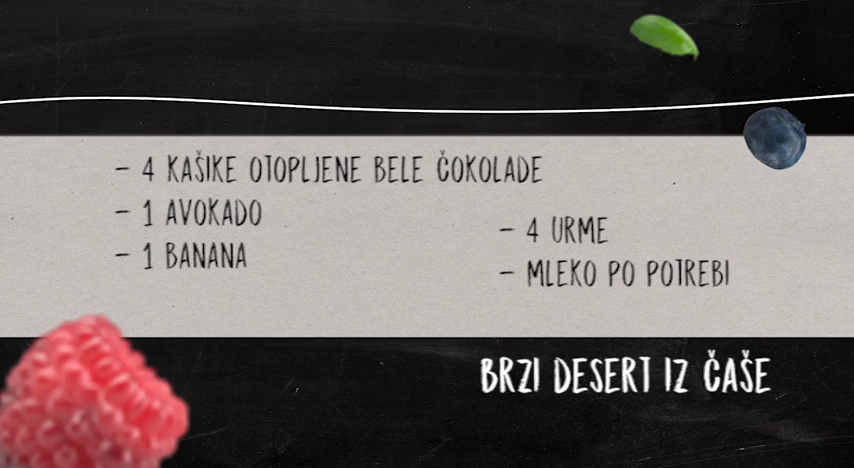 - 4 KAŠIKE OTOPLJENE BELE ČOKOLADE
- 1 AVOKADO
- 1 BANANA
- 4 URME
- MLEKO PO POTREBI
BRZI DESERT IZ ČAŠE